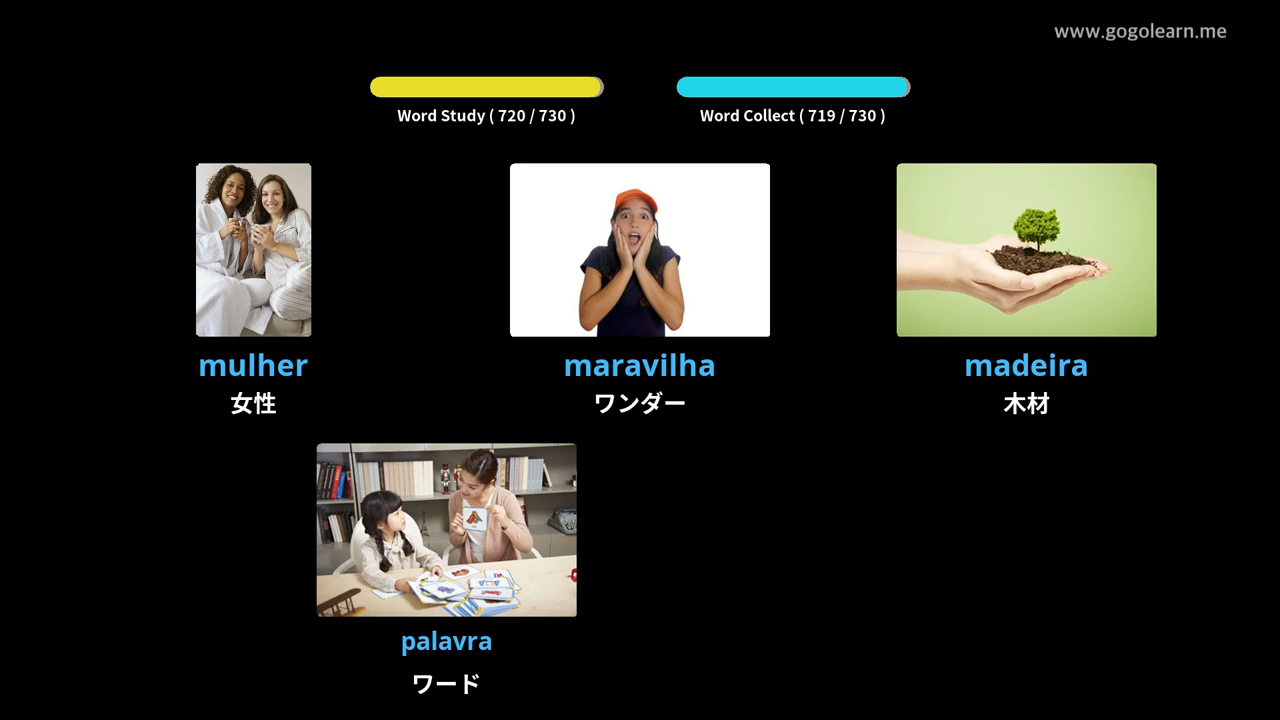 www.gogolearn.me
Word Study ( 720 / 730 )
Word Collect ( 719 / 730 )
mulher
女性
maravilha
ワンダー
madeira
木材
palavra
ワード